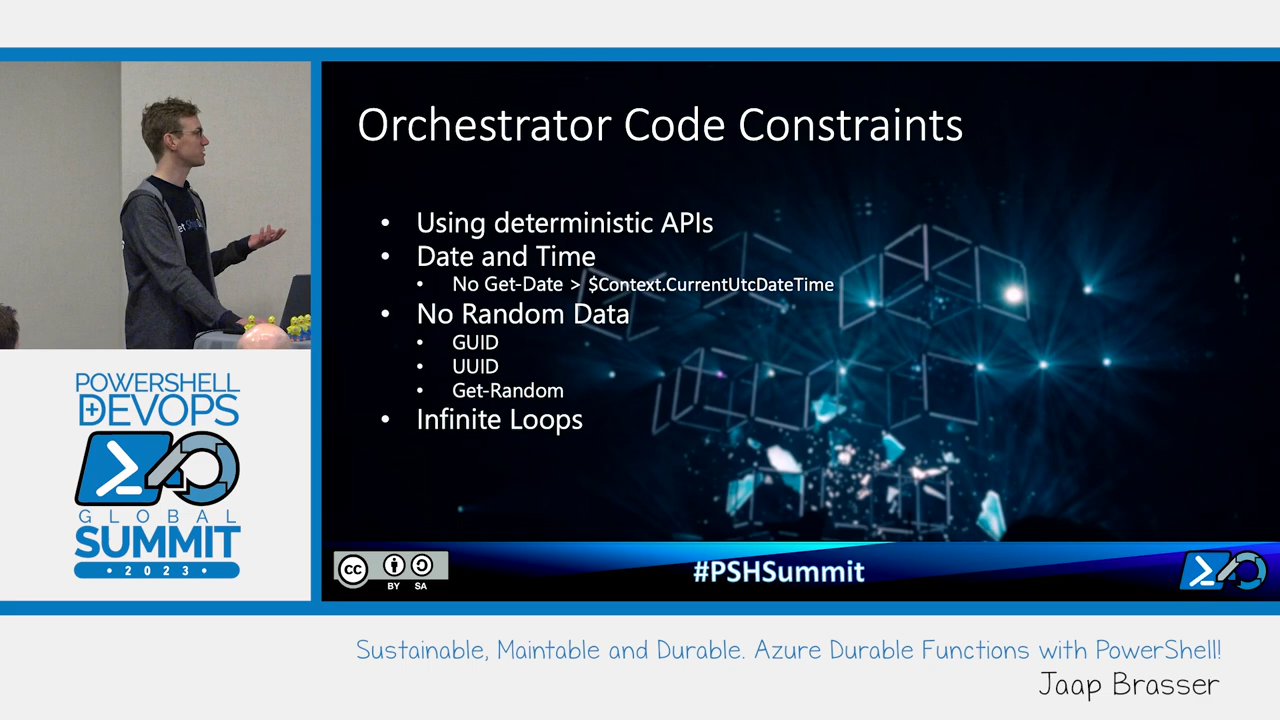 Orchestrator Code Constraints
• Using deterministic APIs
• Date and Time
• No Get-Date > $Context.CurrentUtcDateTime
• No Random Data
• GUID
• UUID
• Get-Random
• Infinite Loops
POWERSHELL
+DEVOPS
GLOBAL
SUMMIT
• 2023 •
cc
BY SA
#PSHSummit
Sustainable, Maintable and Durable. Azure Durable Functions with PowerShell!
Jaap Brasser